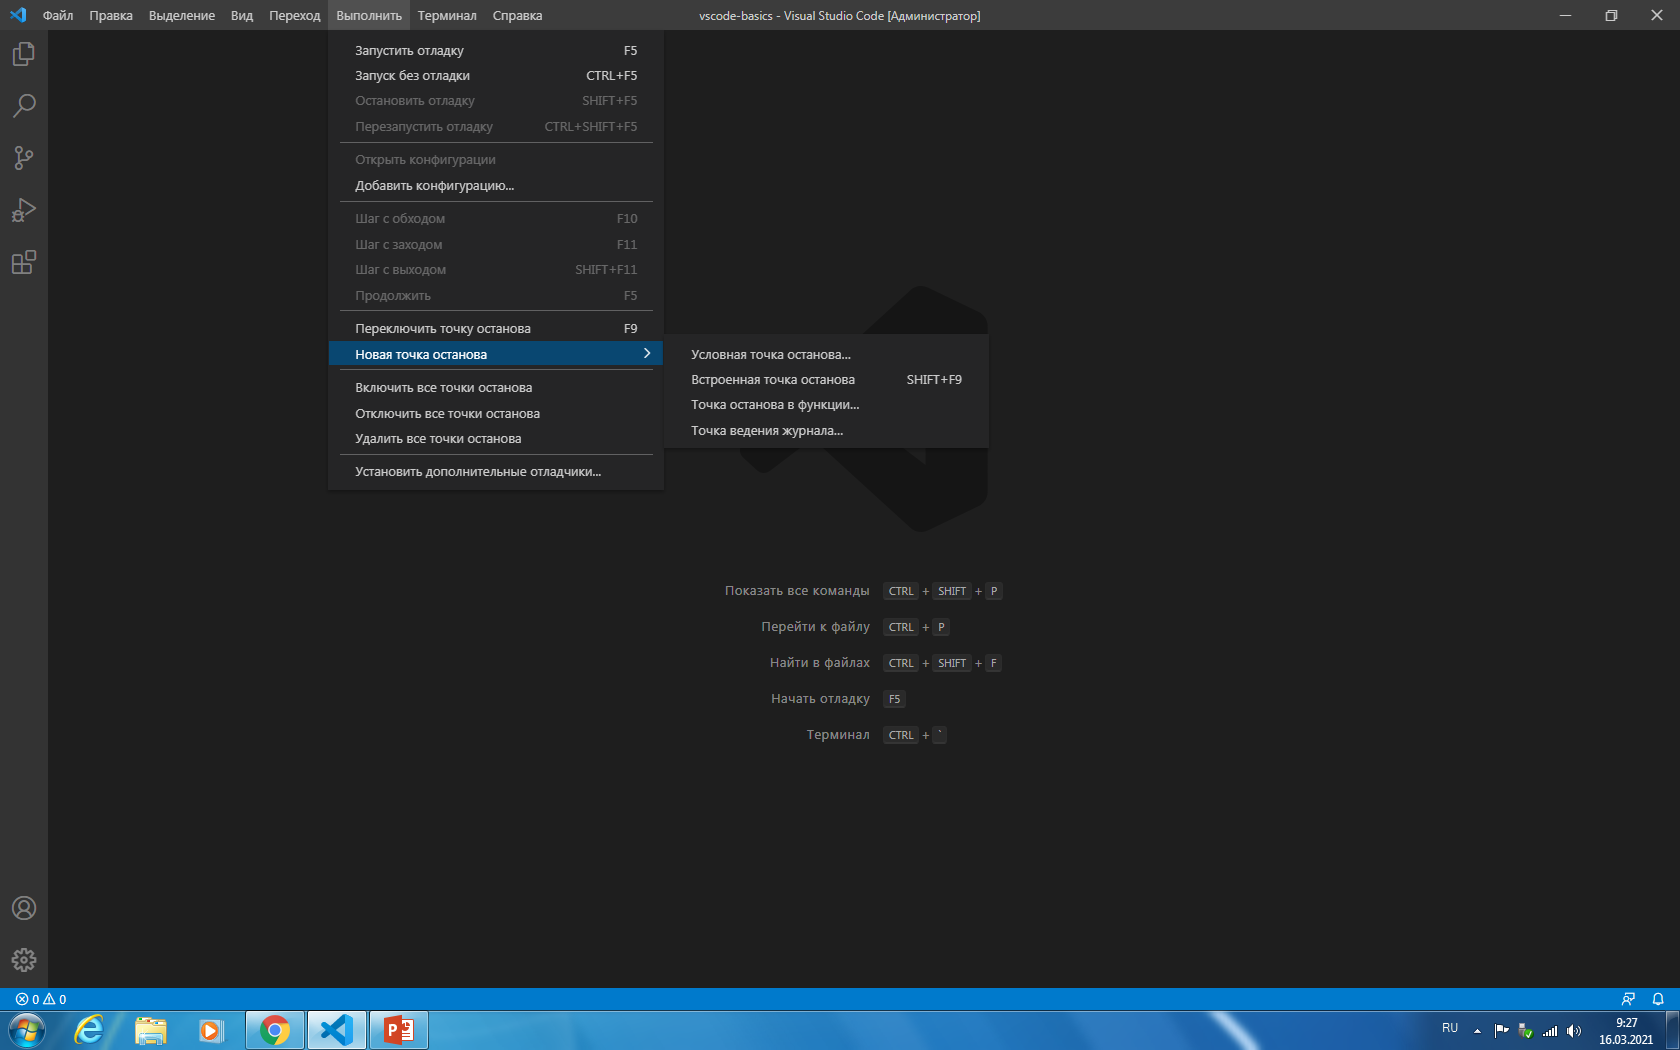 Файл Правка Выделение Вид Переход Выполнить Терминал Справка
vscode-basics - Visual Studio Code [Администратор]
Запустить отладку F5
Запуск без отладки CTRL+F5
Остановить отладку SHIFT+F5
Перезапустить отладку CTRL+SHIFT+F5
Открыть конфигурации
Добавить конфигурацию...
Шаг с обходом F10
Шаг с заходом F11
Шаг с выходом SHIFT+F11
Продолжить F5
Переключить точку останова F9
Новая точка останова
Включить все точки останова
Отключить все точки останова
Удалить все точки останова
Установить дополнительные отладчики...
Условная точка останова...
Встроенная точка останова SHIFT+F9
Точка останова в функции...
Точка ведения журнала...
Показать все команды CTRL + SHIFT + P
Перейти к файлу CTRL + P
Найти в файлах CTRL + SHIFT + F
Начать отладку F5
Терминал CTRL + `
0 0
RU
9:27
16.03.2021